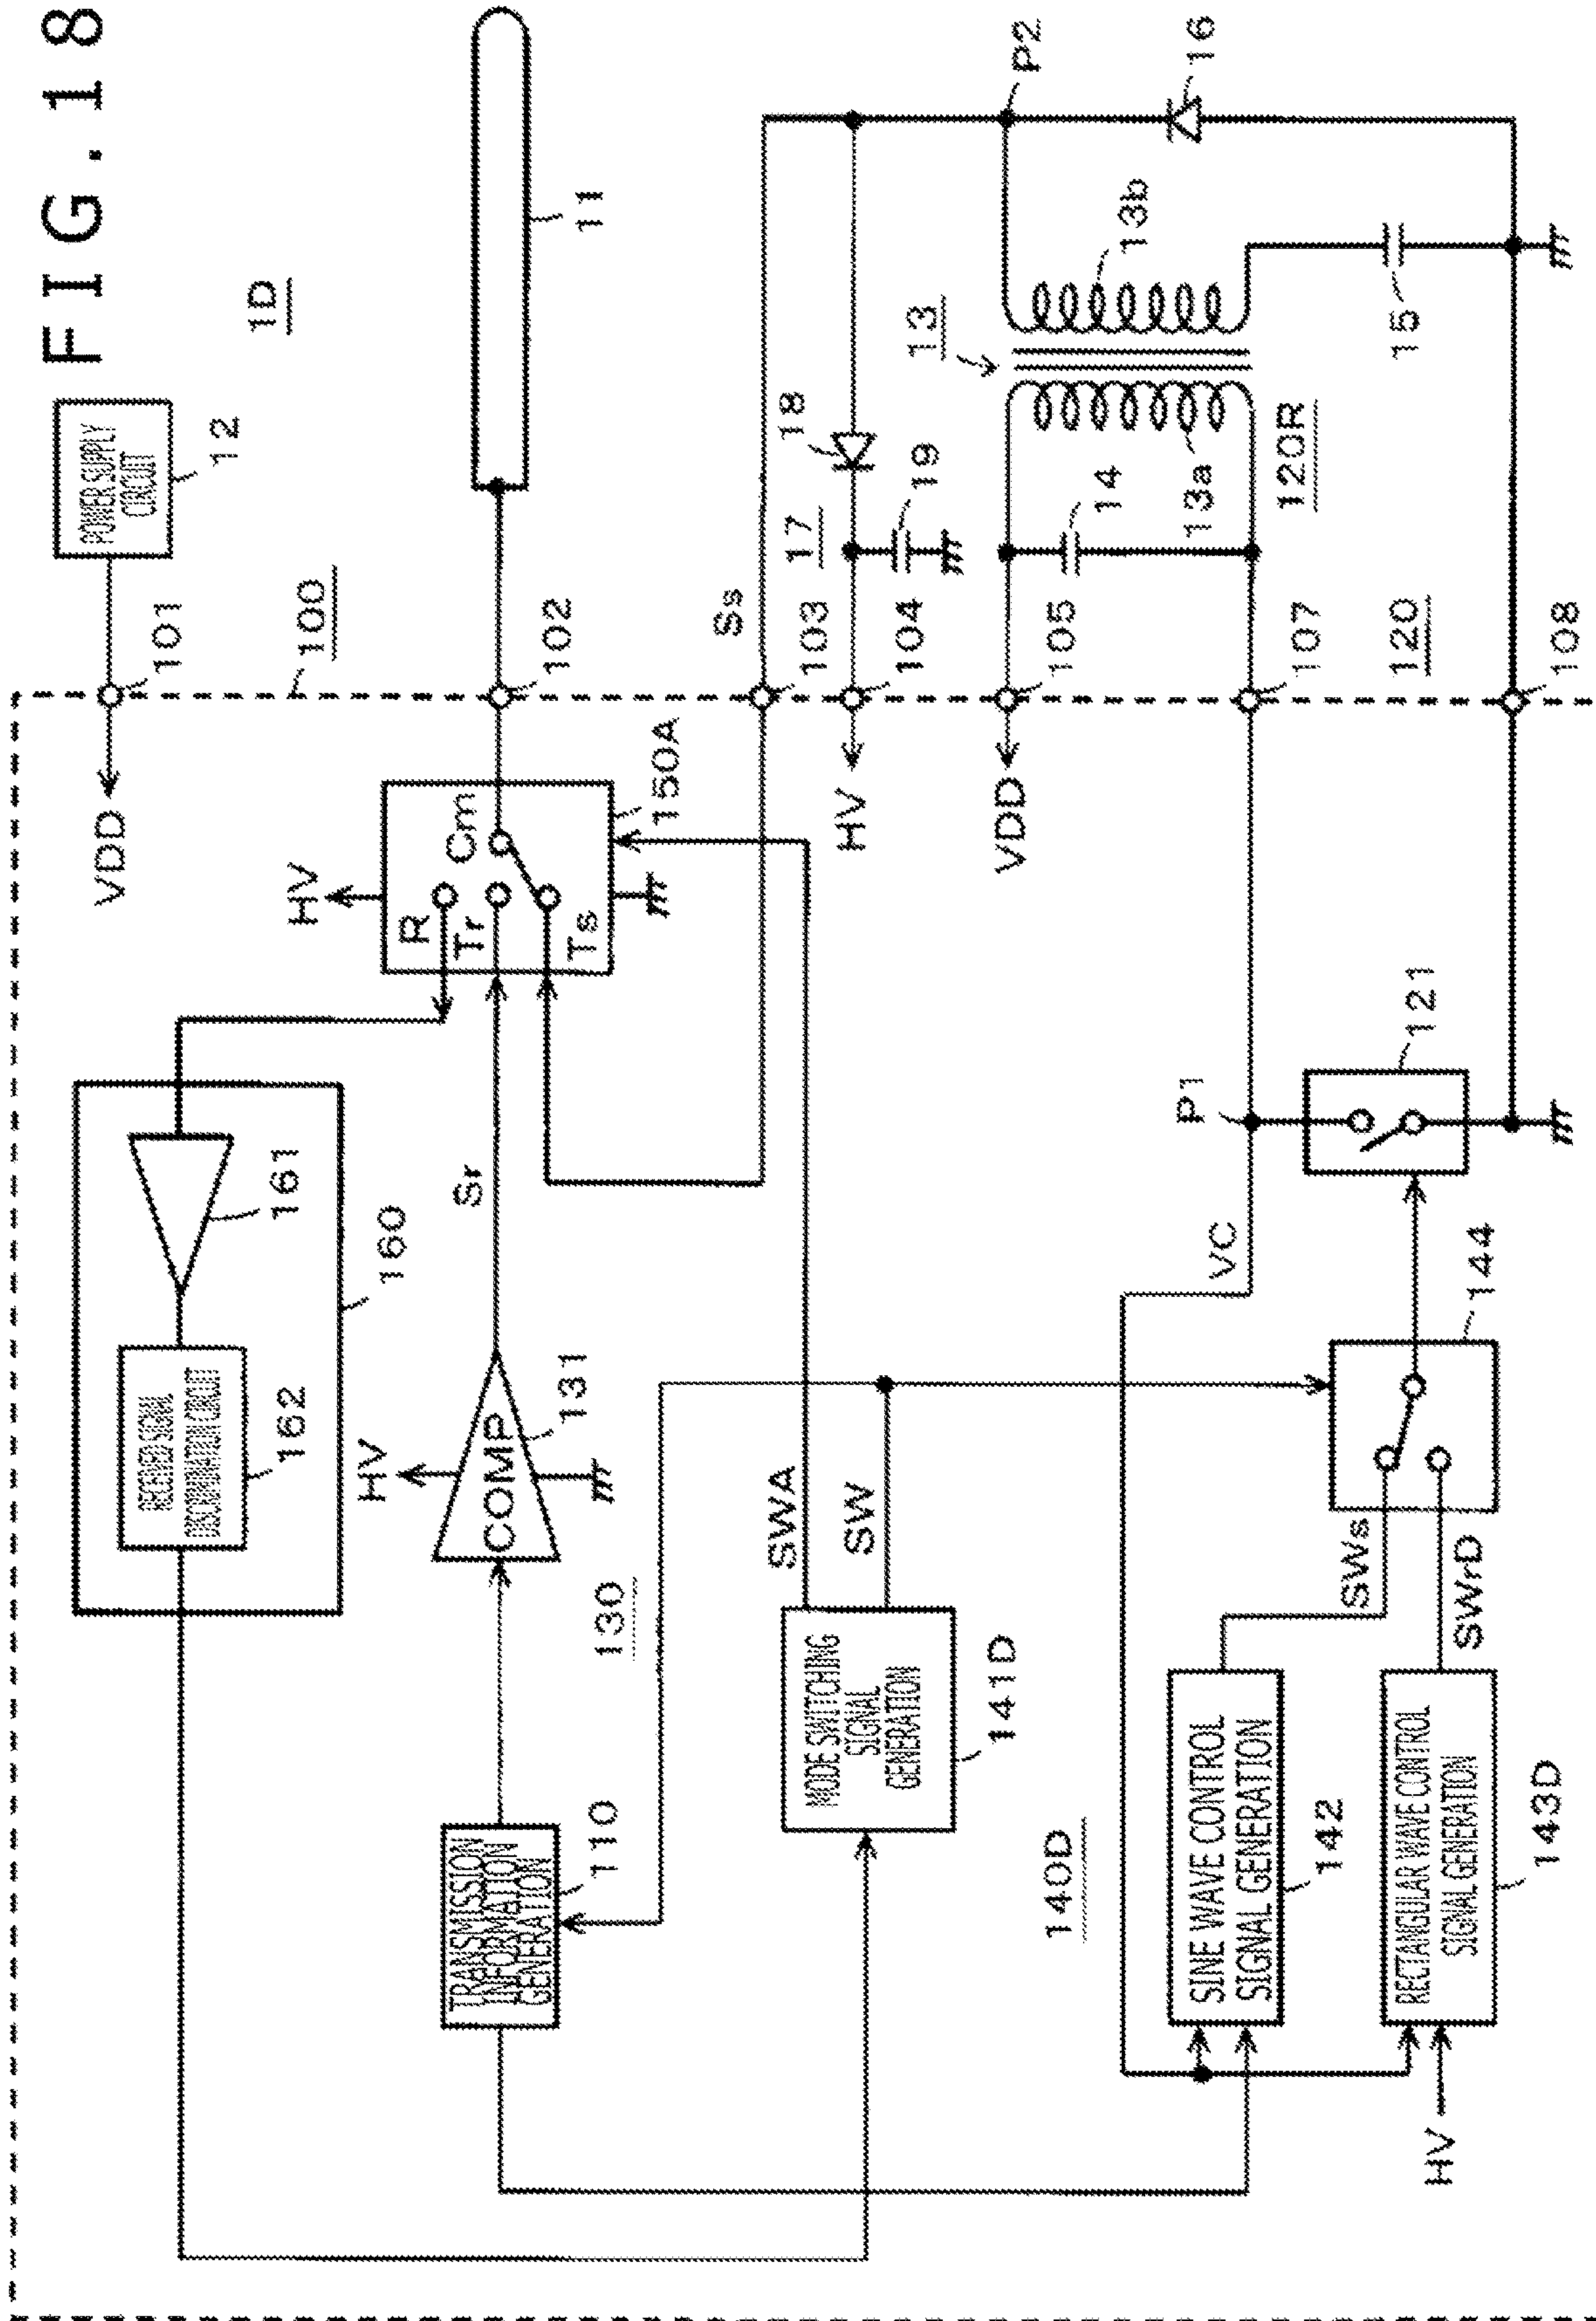 FIG. 18
1D
POWER SUPPLY
CIRCUIT
12
101
VDD
100
11
102
HV
R
Tr
Ts
Cm
150A
161
162
RECEIVED SIGNAL
DISCRIMINATION CIRCUIT
160
HV
COMP
131
Sr
130
TRANSMISSION
INFORMATION
GENERATION
110
Ss
103
17
18
19
HV
104
VDD
105
14
13
13a
13b
P2
16
15
120R
107
120
108
SWA
SW
MODE SWITCHING
SIGNAL
GENERATION
141D
P1
VC
121
144
SWs
SWrD
140D
SINE WAVE CONTROL
SIGNAL GENERATION
142
RECTANGULAR WAVE CONTROL
SIGNAL GENERATION
143D
HV